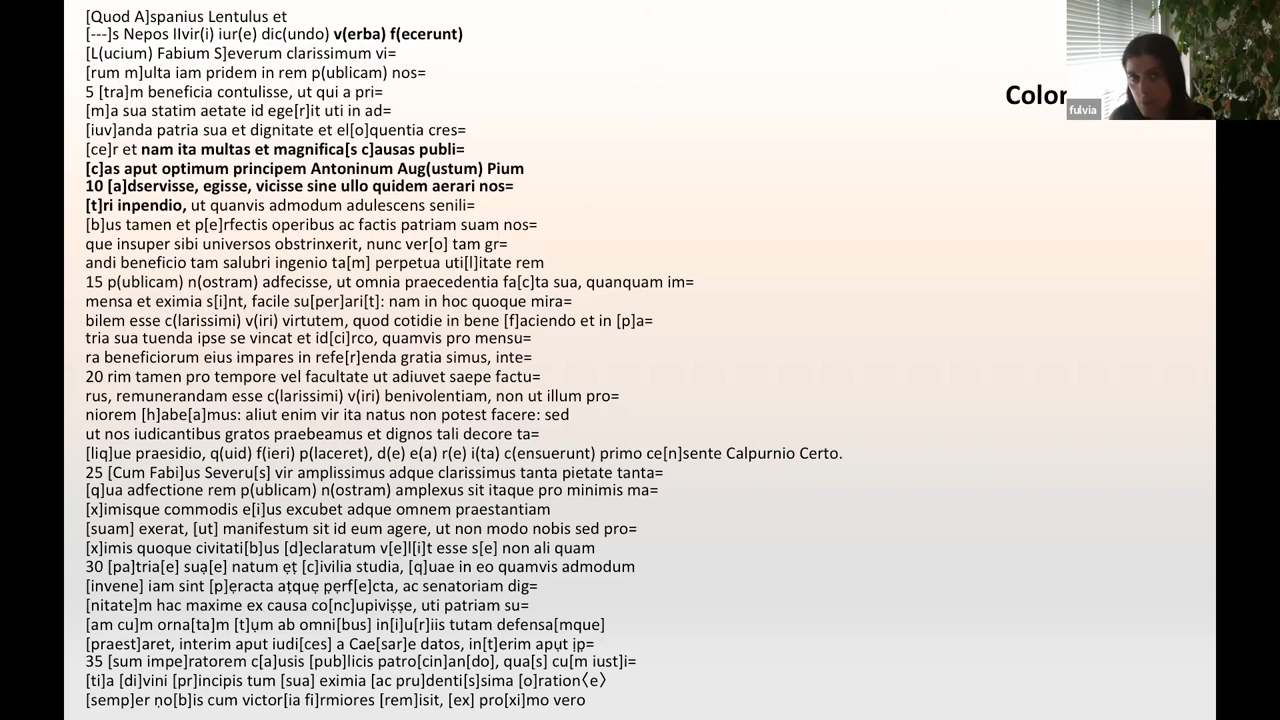 [Quod A]spanius Lentulus et
[---]s Nepos IIvir(i) iur(e) dic(undo) v(erba) f(ecerunt)
[L(ucium) Fabium S]everum clarissimum vi=
[rum m]ulta iam pridem in rem p(ublicam) nos=
5 [tra]m beneficia contulisse, ut qui a pri=
[m]a sua statim aetate id ege[r]it uti in ad=
[iuv]anda patria sua et dignitate et el[o]quentia cres=
[ce]r et nam ita multas et magnifica[s c]ausas publi=
[c]as aput optimum principem Antoninum Aug(ustum) Pium
10 [a]dservisse, egisse, vicisse sine ullo quidem aerari nos=
[t]ri inpendio, ut quanvis admodum adulescens senili=
[b]us tamen et p[e]rfectis operibus ac factis patriam suam nos=
que insuper sibi universos obstrinxerit, nunc ver[o] tam gr=
andi beneficio tam salubri ingenio ta[m] perpetua uti[l]itate rem
15 p(ublicam) n(ostram) adfecisse, ut omnia praecedentia fa[c]ta sua, quanquam im=
mensa et eximia s[i]nt, facile su[per]ari[t]: nam in hoc quoque mira=
bilem esse c(larissimi) v(iri) virtutem, quod cotidie in bene [f]aciendo et in [p]a=
tria sua tuenda ipse se vincat et id[ci]rco, quamvis pro mensu=
ra beneficiorum eius impares in refe[r]enda gratia simus, inte=
20 rim tamen pro tempore vel facultate ut adiuvet saepe factu=
rus, remunerandam esse c(larissimi) v(iri) benivolentiam, non ut illum pro=
niorem [h]abe[a]mus: aliut enim vir ita natus non potest facere: sed
ut nos iudicantibus gratos praebeamus et dignos tali decore ta=
[liq]ue praesidio, q(uid) f(ieri) p(laceret), d(e) e(a) r(e) i(ta) c(ensuerunt) primo ce[n]sente Calpurnio Certo.
25 [Cum Fabi]us Severu[s] vir amplissimus adque clarissimus tanta pietate tanta=
[q]ua adfectione rem p(ublicam) n(ostram) amplexus sit itaque pro minimis ma=
[x]imisque commodis e[i]us excubet adque omnem praestantiam
[suam] exerat, [ut] manifestum sit id eum agere, ut non modo nobis sed pro=
[x]imis quoque civitati[b]us [d]eclaratum v[e]l[i]t esse s[e] non ali quam
30 [pa]tria[e] suạ[e] natum ẹṭ [c]ivilia studia, [q]uae in eo quamvis admodum
[invene] iam sint [p]ẹracta aṭquẹ pẹrf[e]cta, ac senatoriam dig=
[nitate]m hac maxime ex causa co[nc]upiviṣṣe, uti patriam su=
[am cu]m orna[ta]m [t]ụm ab omni[bus] in[i]u[r]iis tutam defensa[mque]
[praest]aret, interim aput iudi[ces] a Cae[sar]e datos, in[t]erim apụt ịp=
35 [sum impe]ratorem c[a]usis [pub]licis patro[cin]an[do], qua[s] cu[m iust]i=
[ti]a [di]vini [pr]incipis tum [sua] eximia [ac pru]denti[s]sima [o]ration〈e〉
[semp]er ṇo[b]is cum victor[ia fi]rmiores [rem]isit, [ex] pro[xi]mo vero
Color
fulvia